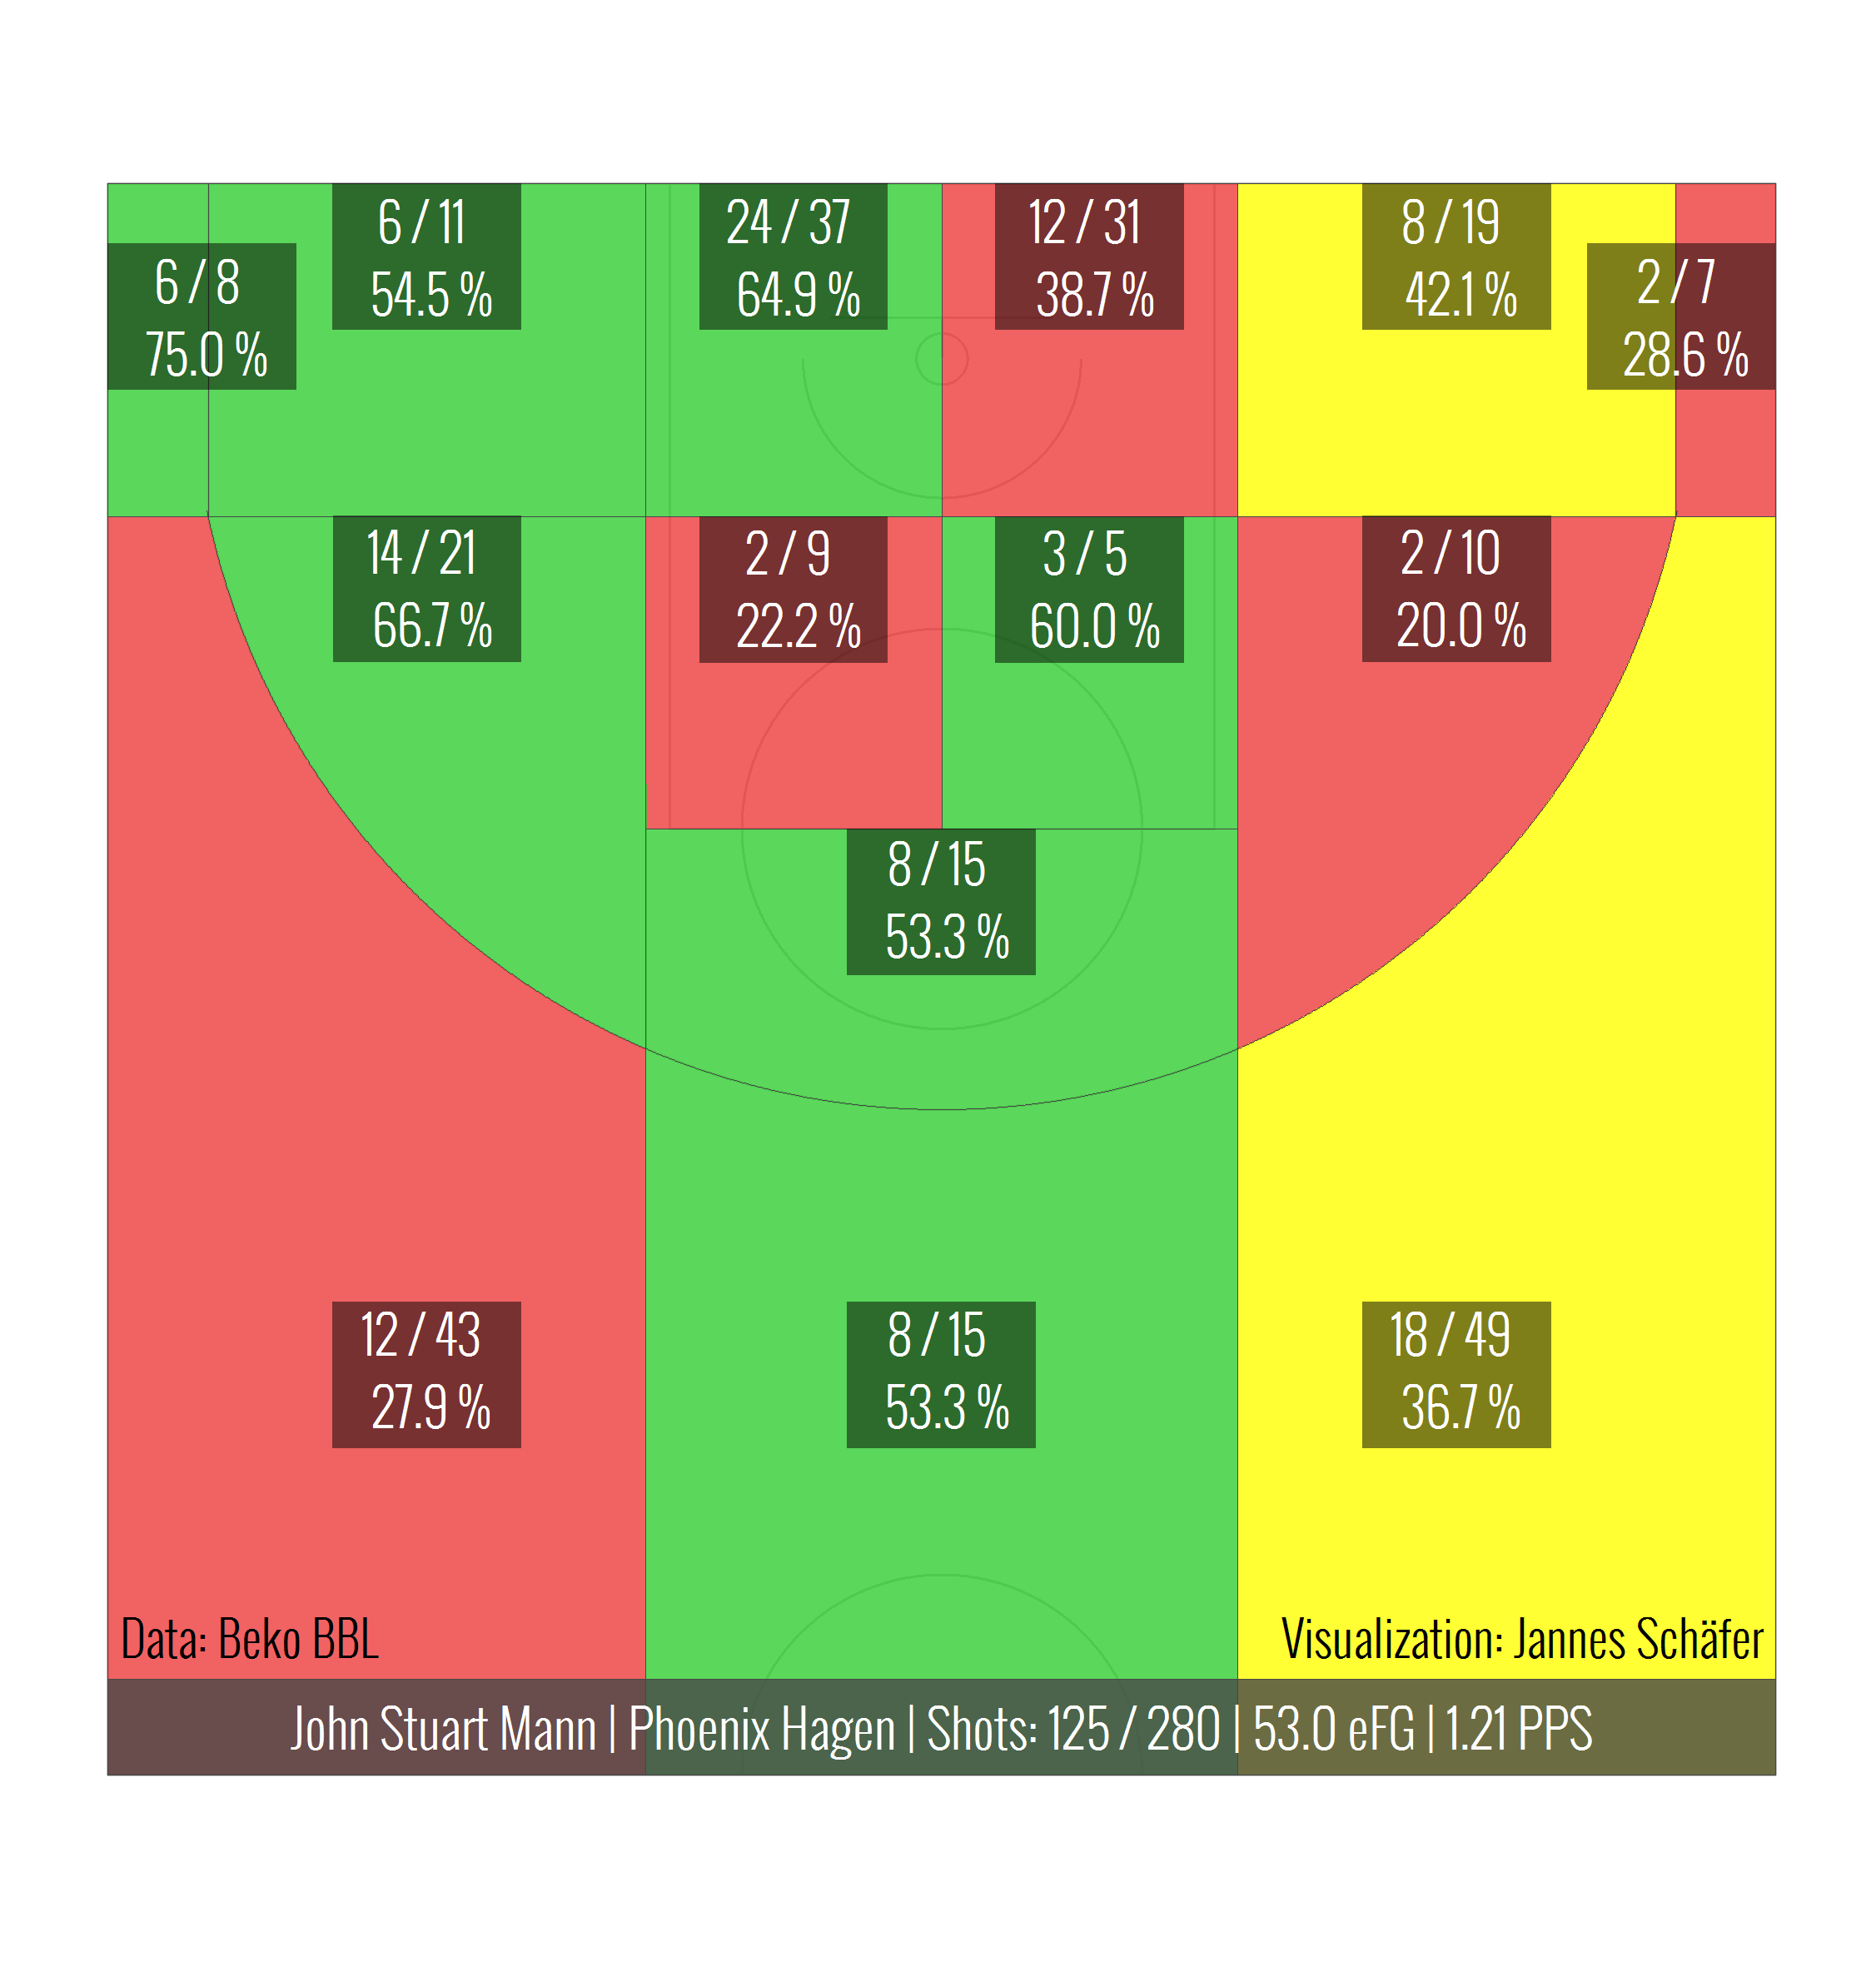 6 / 11
54.5 %
24 / 37
64.9 %
12 / 31
38.7 %
8 / 19
42.1 %
6 / 8
75.0 %
2 / 7
28.6 %
14 / 21
66.7 %
2 / 9
22.2 %
3 / 5
60.0 %
2 / 10
20.0 %
8 / 15
53.3 %
12 / 43
27.9 %
8 / 15
53.3 %
18 / 49
36.7 %
Data: Beko BBL
Visualization: Jannes Schäfer
John Stuart Mann | Phoenix Hagen | Shots: 125 / 280 | 53.0 eFG | 1.21 PPS